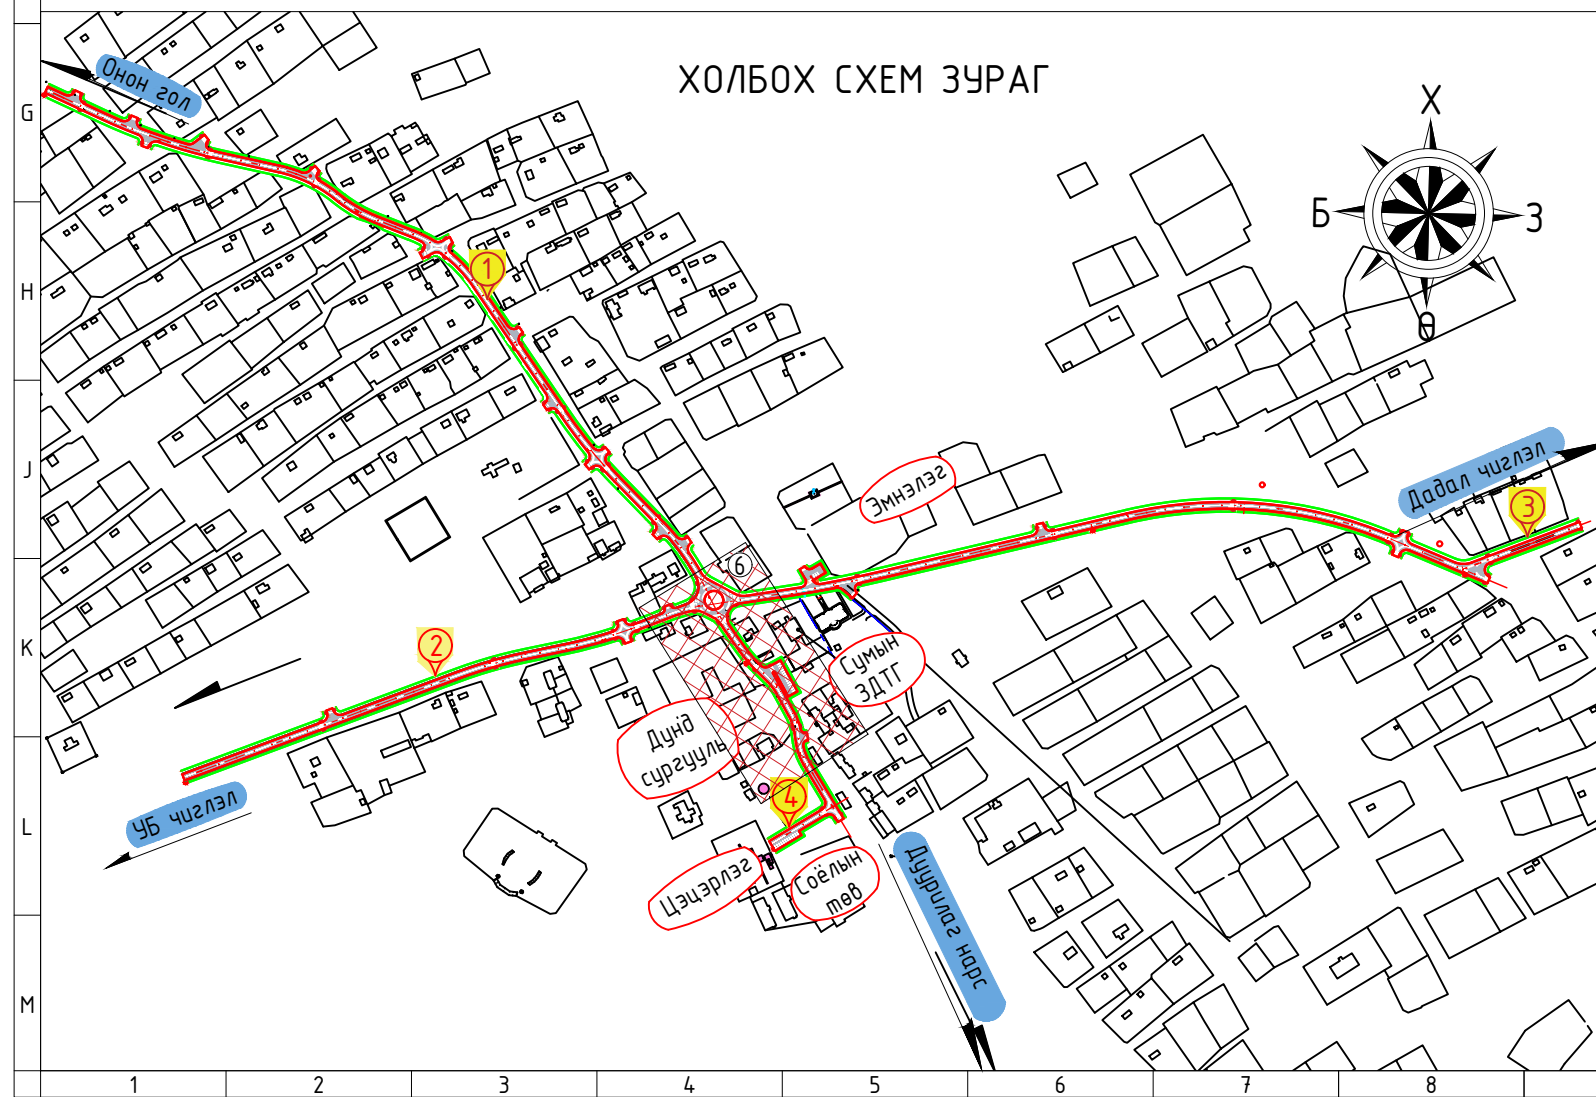 ХОЛБОХ СХЕМ ЗУРАГ
Онон гол
Х
Б
З
Ө
G
H
J
K
L
M
1
Эмнэлэг
Дадал чиглэл
3
6
2
Сумын
ЗДТГ
Дунд
сургууль
4
УБ чиглэл
Цэцэрлэг
Соёлын
төв
Дуурилаг нарс
1
2
3
4
5
6
7
8